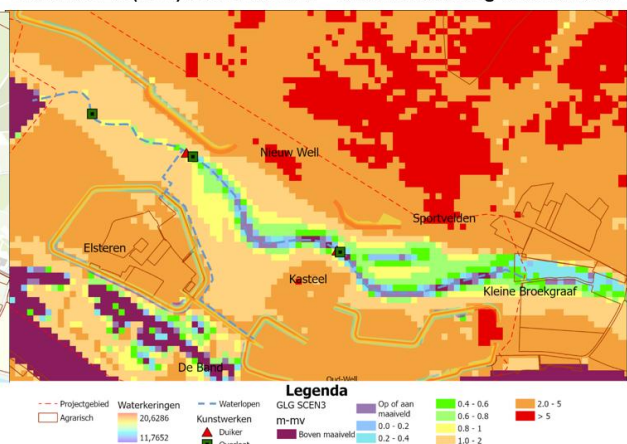 Nieuw Well
Sportvelden
Elsteren
Kasteel
Kleine Broekgraaf
De Band
Oud-Well
Legenda
Projectgebied
Agrarisch
Waterkeringen
20,6286
11,7652
Waterlopen
Kunstwerken
Duiker
Overlaat
GLG SCEN3
m-mv
Boven maaiveld
Op of aan
maaiveld
0.0 - 0.2
0.2 - 0.4
0.4 - 0.6
0.6 - 0.8
0.8 - 1
1.0 - 2
2.0 - 5
> 5